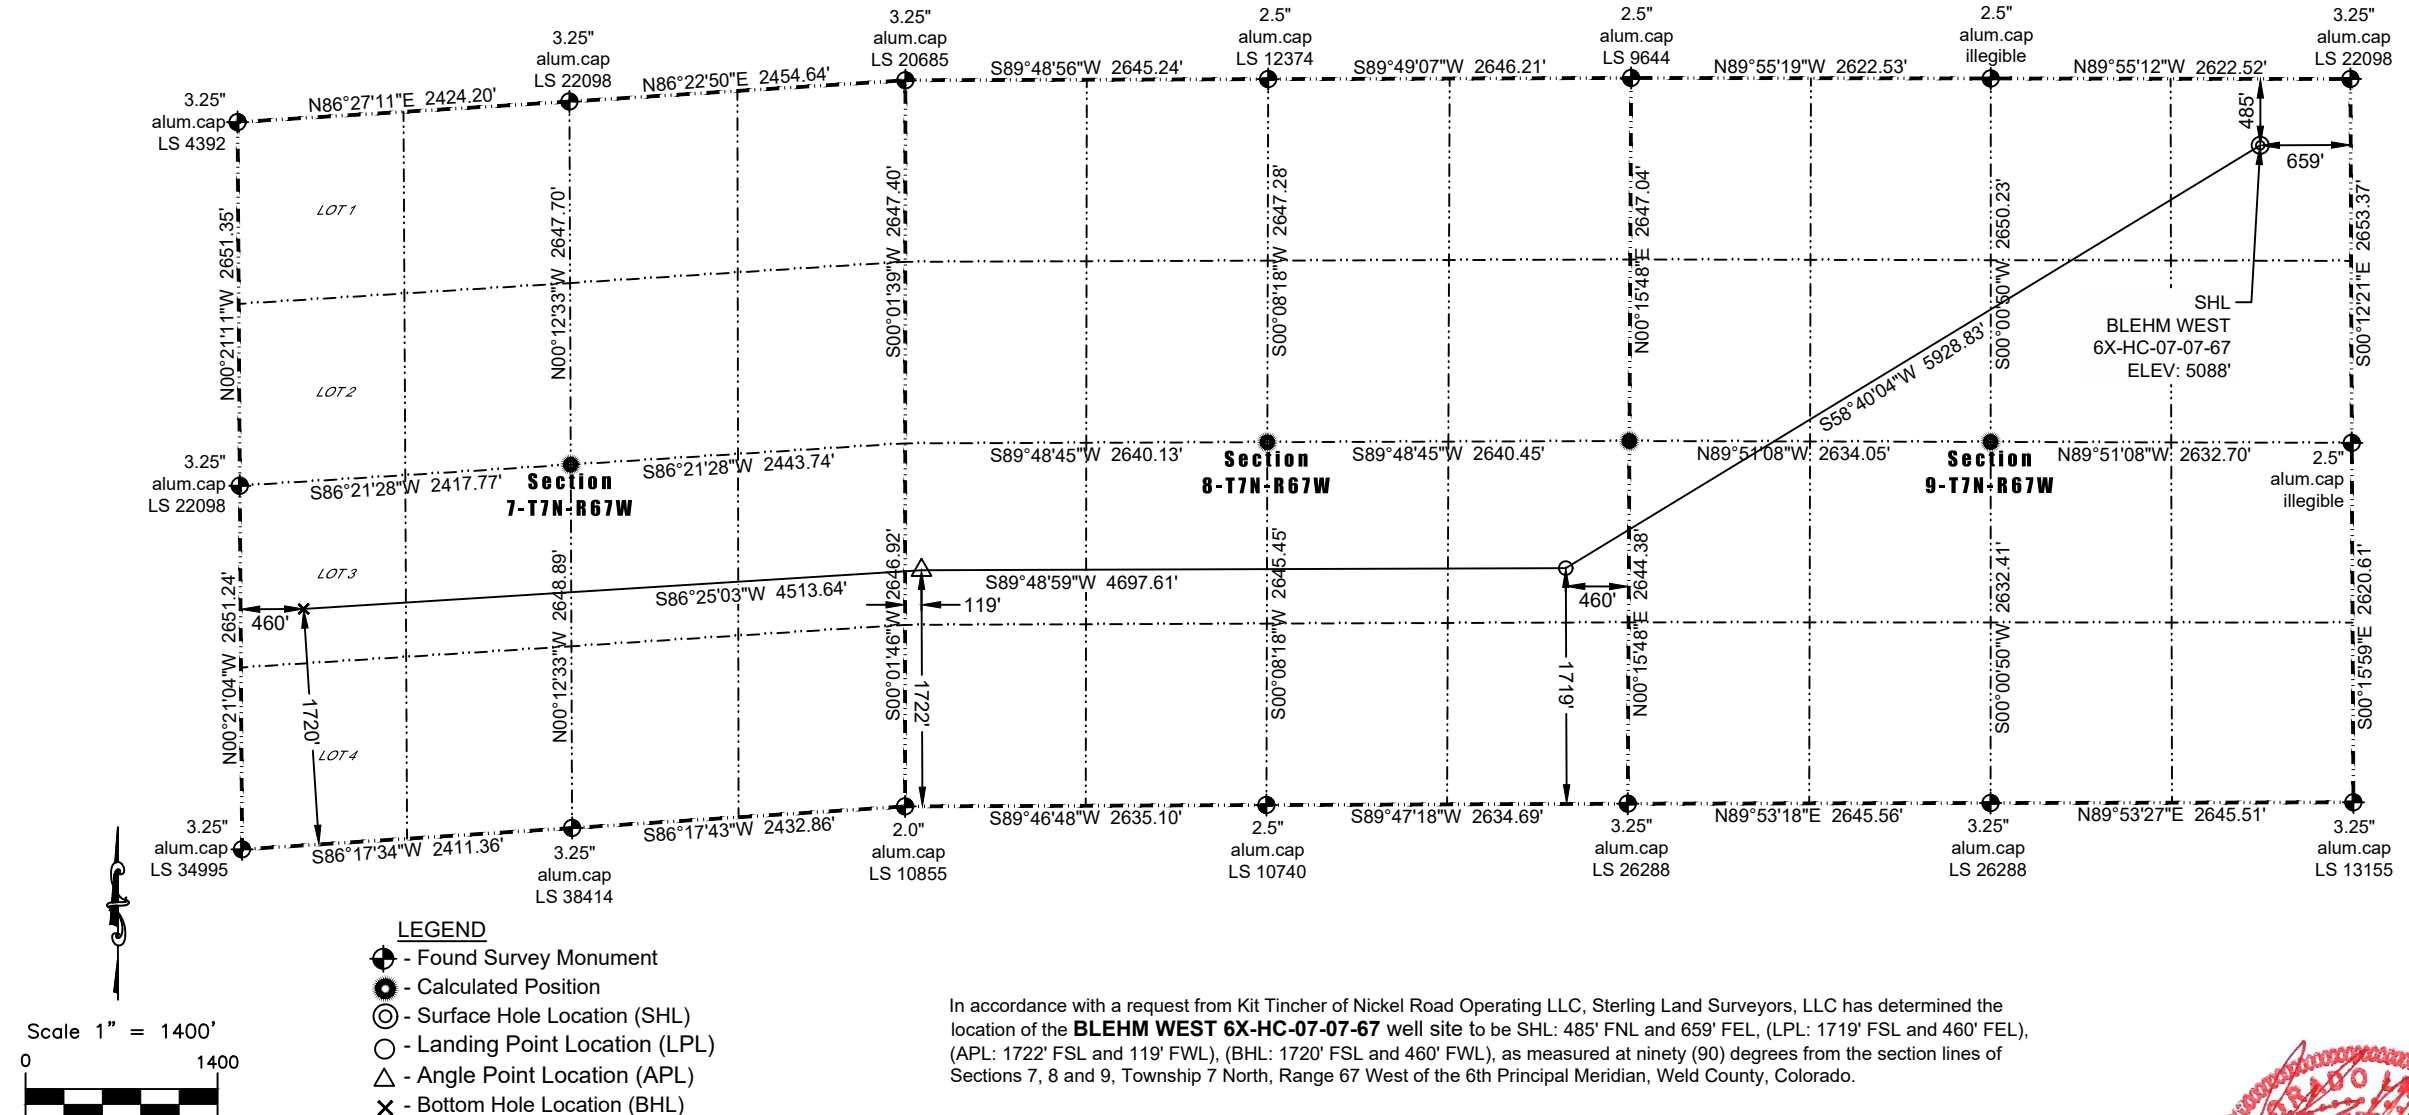 3.25"
alum.cap
LS 4392
N86°27'11"E 2424.20'
3.25"
alum.cap
LS 22098
N86°22'50"E 2454.64'
3.25"
alum.cap
LS 20685
S89°48'56"W 2645.24'
2.5"
alum.cap
LS 12374
S89°49'07"W 2646.21'
2.5"
alum.cap
LS 9644
N89°55'19"W 2622.53'
2.5"
alum.cap
illegible
N89°55'12"W 2622.52'
3.25"
alum.cap
LS 22098
485'
659'
N00°21'11"W 2651.35'
LOT 1
LOT 2
N00°12'33"W 2647.70'
S00°01'39"W 2647.40'
S00°08'18"W 2647.28'
N00°15'48"E 2647.04'
S00°00'50"W 2650.23'
S00°12'21"E 2653.37'
SHL
BLEHM WEST
6X-HC-07-07-67
ELEV: 5088'
S58°40'04"W 5928.83'
3.25"
alum.cap
LS 22098
S86°21'28"W 2417.77'
S86°21'28"W 2443.74'
S89°48'45"W 2640.13'
S89°48'45"W 2640.45'
N89°51'08"W 2634.05'
N89°51'08"W 2632.70'
2.5"
alum.cap
illegible
Section
7-T7N-R67W
Section
8-T7N-R67W
Section
9-T7N-R67W
LOT 3
LOT 4
N00°21'04"W 2651.24'
N00°12'33"W 2648.89'
S00°01'46"W 2646.92'
S00°08'18"W 2645.45'
N00°15'48"E 2644.38'
S00°00'50"W 2632.41'
S00°15'59"E 2620.61'
S86°25'03"W 4513.64'
S89°48'59"W 4697.61'
460'
119'
460'
1720'
1722'
1719'
3.25"
alum.cap
LS 34995
S86°17'34"W 2411.36'
3.25"
alum.cap
LS 38414
S86°17'43"W 2432.86'
2.0"
alum.cap
LS 10855
S89°46'48"W 2635.10'
2.5"
alum.cap
LS 10740
S89°47'18"W 2634.69'
3.25"
alum.cap
LS 26288
N89°53'18"E 2645.56'
3.25"
alum.cap
LS 26288
N89°53'27"E 2645.51'
3.25"
alum.cap
LS 13155
Scale 1" = 1400'
0 1400
LEGEND
- Found Survey Monument
- Calculated Position
- Surface Hole Location (SHL)
- Landing Point Location (LPL)
- Angle Point Location (APL)
- Bottom Hole Location (BHL)
In accordance with a request from Kit Tincher of Nickel Road Operating LLC, Sterling Land Surveyors, LLC has determined the
location of the BLEHM WEST 6X-HC-07-07-67 well site to be SHL: 485' FNL and 659' FEL, (LPL: 1719' FSL and 460' FEL),
(APL: 1722' FSL and 119' FWL), (BHL: 1720' FSL and 460' FWL), as measured at ninety (90) degrees from the section lines of
Sections 7, 8 and 9, Township 7 North, Range 67 West of the 6th Principal Meridian, Weld County, Colorado.